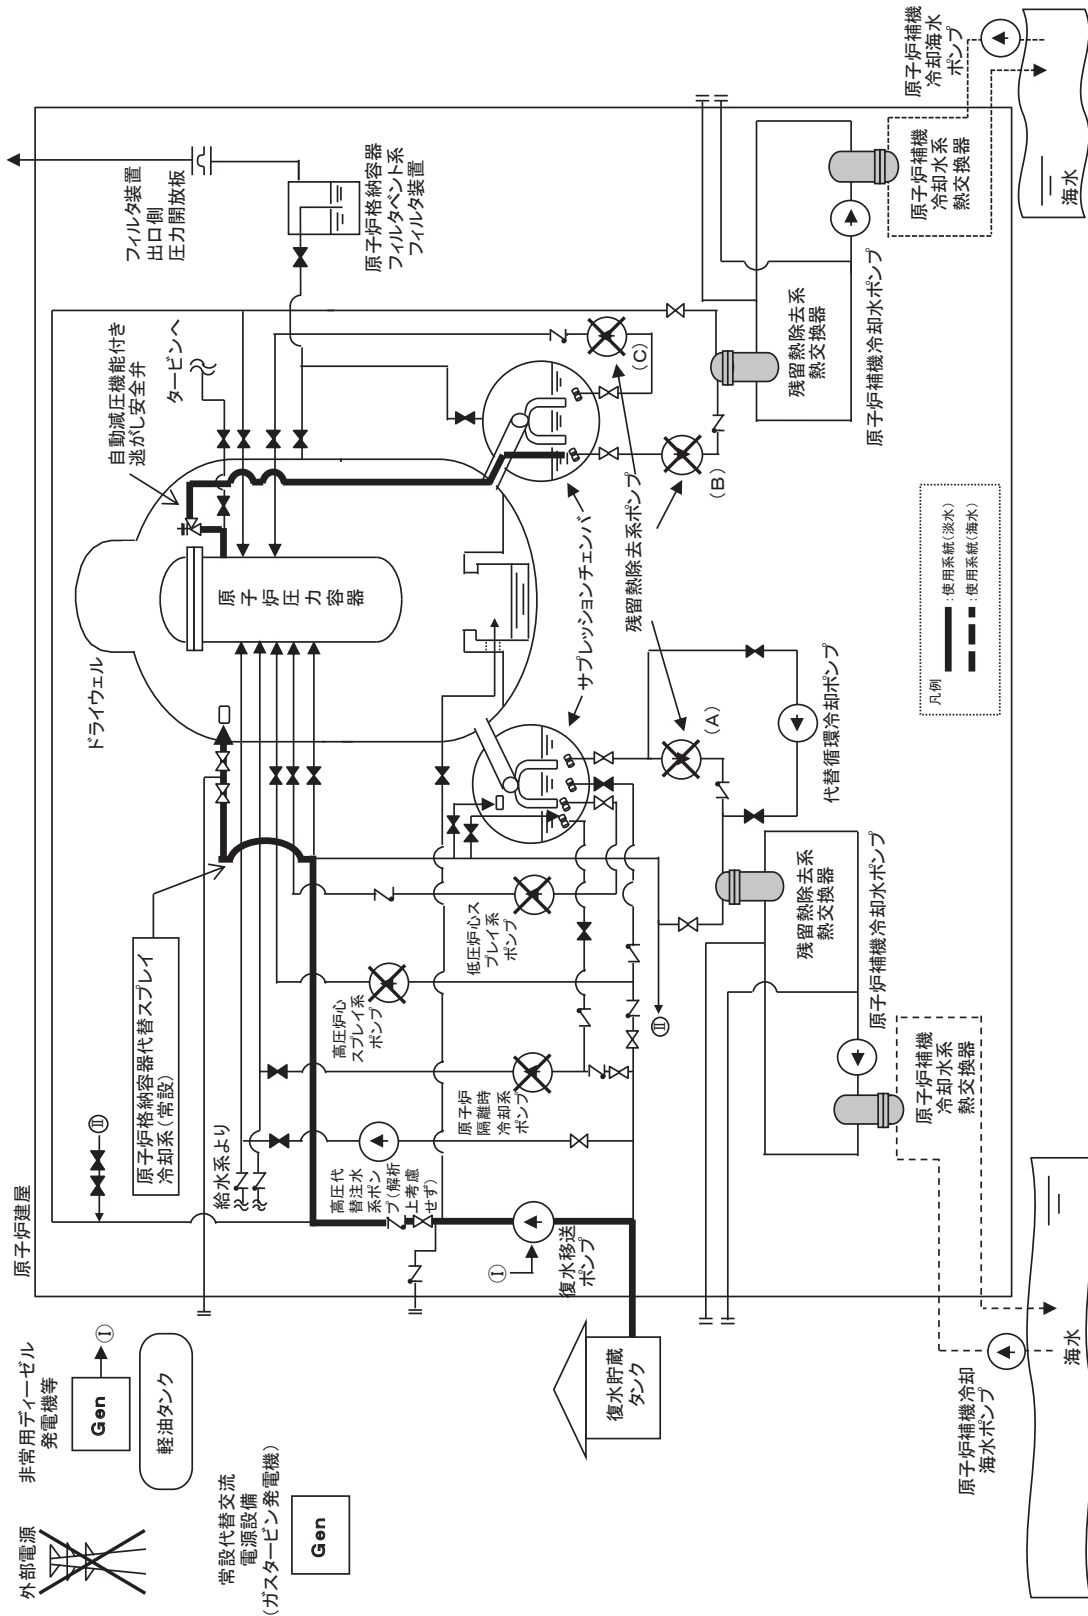 外部電源
非常用ディーゼル
発電機等
Gen
Ⅰ
軽油タンク
常設代替交流
電源設備
(ガスタービン発電機)
Gen
原子炉建屋
Ⅱ
原子炉格納容器代替スプレイ
冷却系(常設)
給水系より
高圧代
替注水
系ポン
プ(解析
上考慮
せず)
原子炉
隔離時
冷却系
ポンプ
高圧炉心
スプレイ系
ポンプ
低圧炉心ス
プレイ系
ポンプ
Ⅰ
復水移送
ポンプ
復水貯蔵
タンク
Ⅱ
ドライウェル
原子炉圧力容器
自動減圧機能付き
逃がし安全弁
タービンへ
フィルタ装置
出口側
圧力開放板
原子炉格納容器
フィルタベント系
フィルタ装置
サプレッションチェンバ
残留熱除去系ポンプ
(A)
(B)
(C)
代替循環冷却ポンプ
残留熱除去系
熱交換器
原子炉補機冷却水ポンプ
原子炉補機
冷却水系
熱交換器
原子炉補機冷却
海水ポンプ
海水
残留熱除去系
熱交換器
原子炉補機冷却水ポンプ
原子炉補機
冷却水系
熱交換器
原子炉補機
冷却海水
ポンプ
海水
凡例
:使用系統(淡水)
:使用系統(海水)